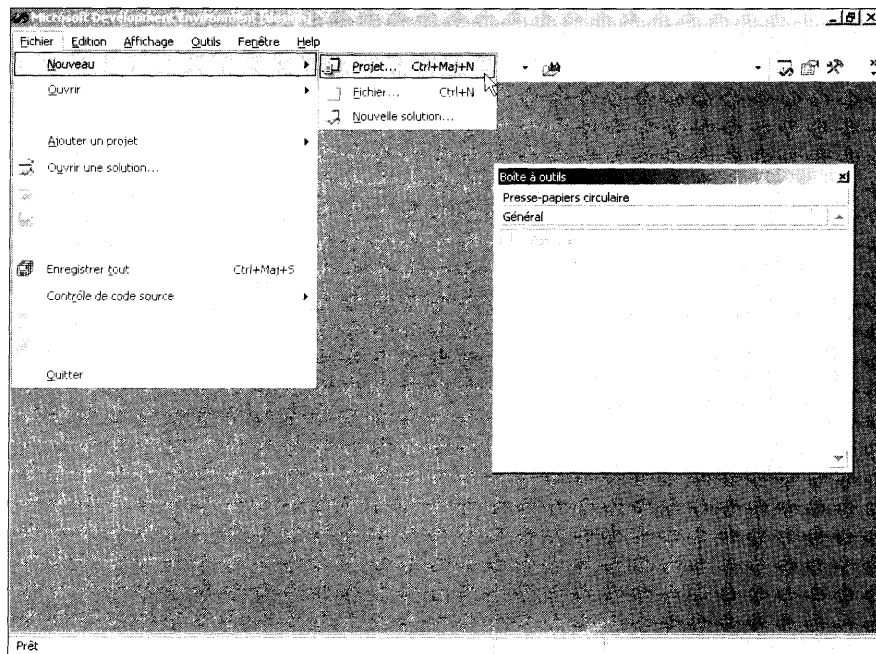 Microsoft Development Environment
Fichier Edition Affichage Outils Fenêtre Help
Nouveau
Projet... Ctrl+Maj+N
Ouvrir
Fichier... Ctrl+N
Nouvelle solution...
Ajouter un projet
Ouvrir une solution...
Boîte à outils
Presse-papiers circulaire
Général
Enregistrer tout Ctrl+Maj+S
Contrôle de code source
Quitter
Prêt